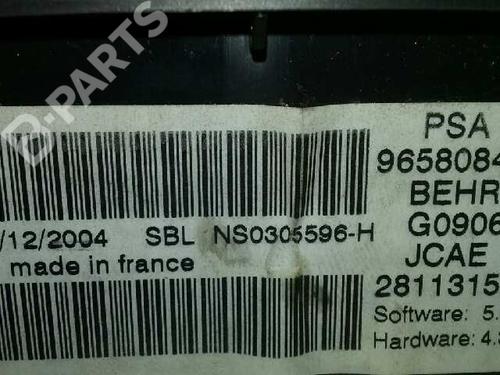 D-PARTS
/12/2004 SBL NS0305596-H
made in france
PSA
9658084
BEHR
G0906
JCAE
2811315
Software: 5.
Hardware: 4.